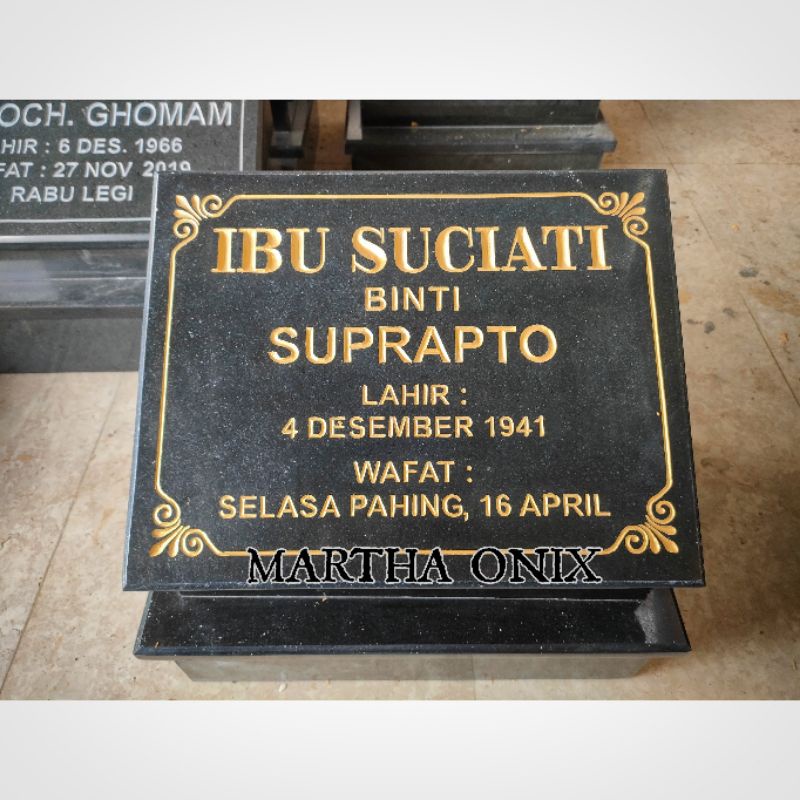 OCH. GHOMAM
HIR : 6 DES. 1966
FAT : 27 NOV 2019
RABU LEGI
IBU SUCIATI
BINTI
SUPRAPTO
LAHIR :
4 DESEMBER 1941
WAFAT :
SELASA PAHING, 16 APRIL
MARTHA ONIX